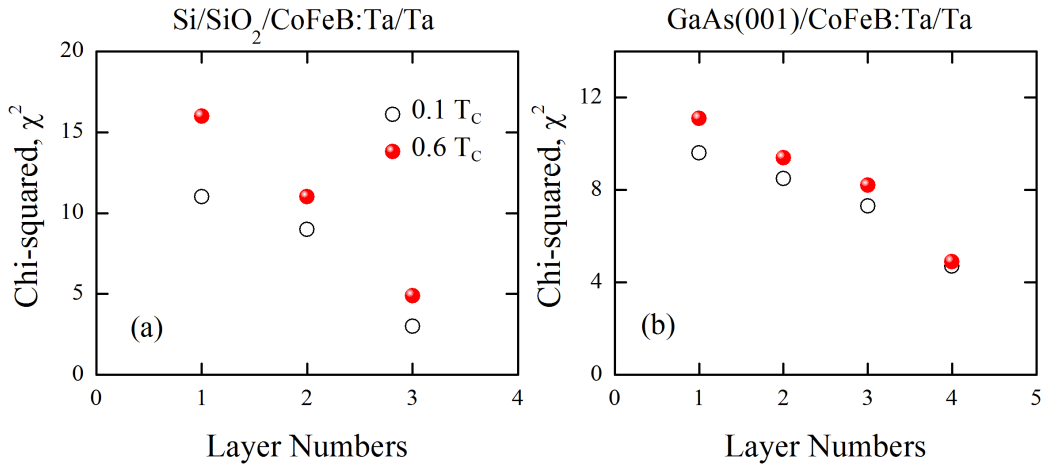 Si/SiO2/CoFeB:Ta/Ta
20
15
10
5
0
Chi-squared, χ²
0.1 TC
0.6 TC
(a)
0 1 2 3 4
Layer Numbers
GaAs(001)/CoFeB:Ta/Ta
12
8
4
0
Chi-squared, χ²
(b)
0 1 2 3 4 5
Layer Numbers